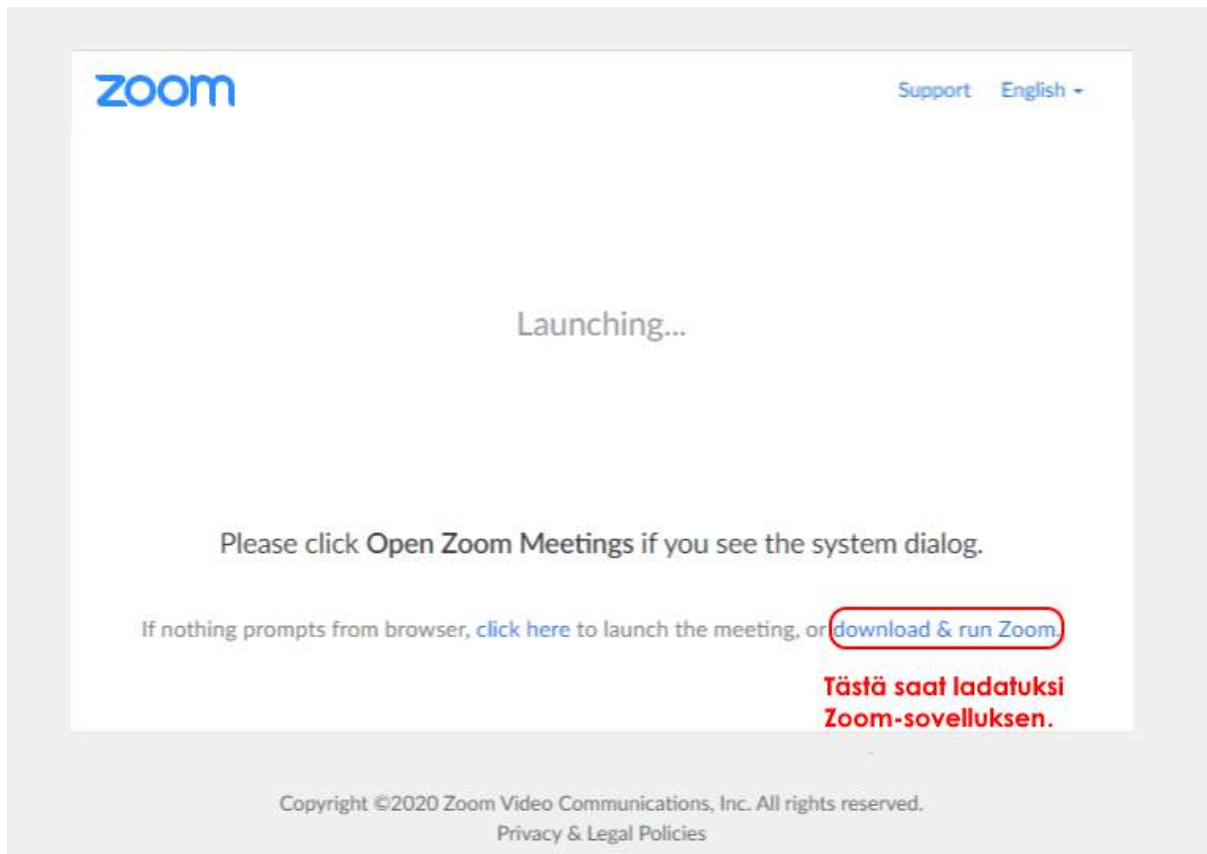 zoom
Support English
Launching...
Please click Open Zoom Meetings if you see the system dialog.
If nothing prompts from browser, click here to launch the meeting, or download & run Zoom.
Tästä saat ladatuksi
Zoom-sovelluksen.
Copyright ©2020 Zoom Video Communications, Inc. All rights reserved.
Privacy & Legal Policies